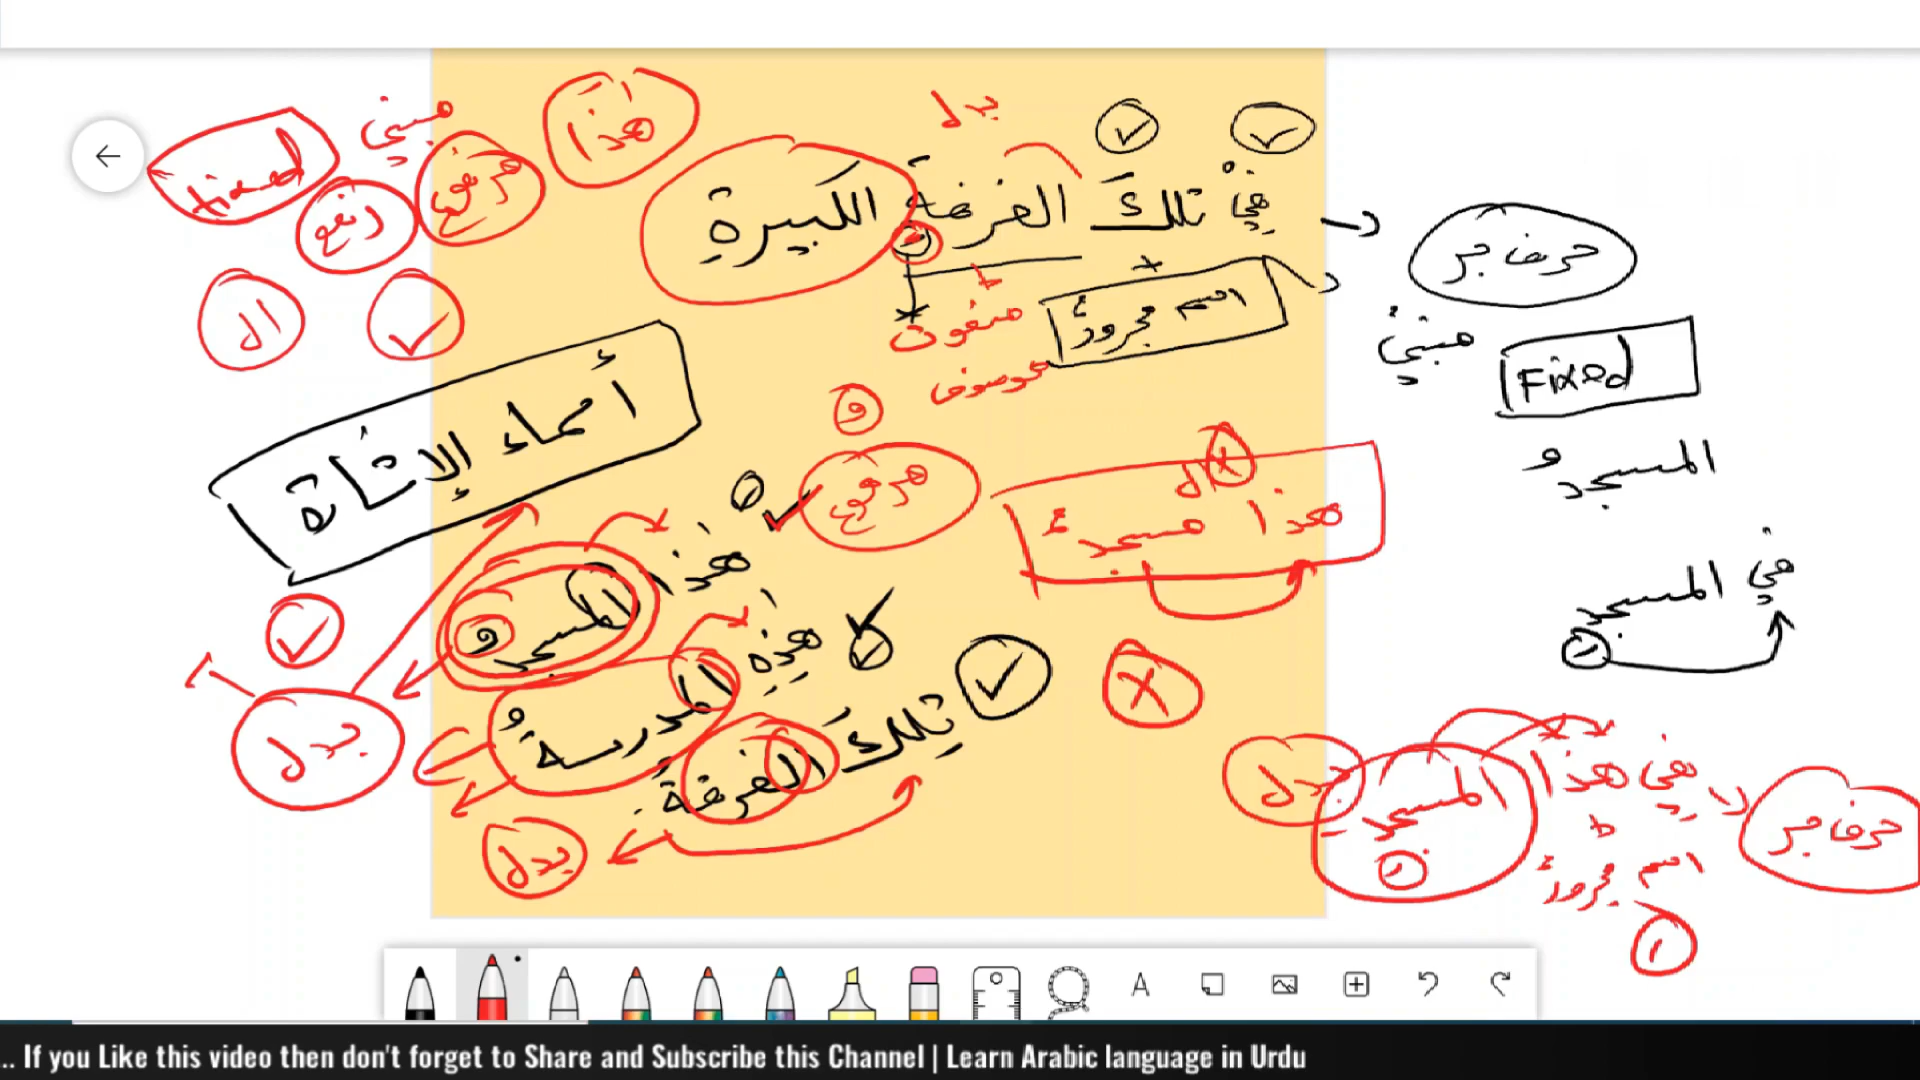 هذا
مبني
fixed
مرفوع
رفع
ال
بدل
في تلك الغرفة الكبيرةِ
حرف جر
اسم مجرورٌ
منعوت
موصوف
مبنيٌ
Fixed
أسماء الإشارة
مرفوع
ال
هذا مسجدٌ
المسجدُ
في المسجد
هذا المسجد
هذهِ المدرسةُ
تِلكَ الغرفة
بدل
بدل
بدل
في هذا المسجد
حرف جر
اسم مجرورٌ
... If you Like this video then don't forget to Share and Subscribe this Channel | Learn Arabic language in Urdu